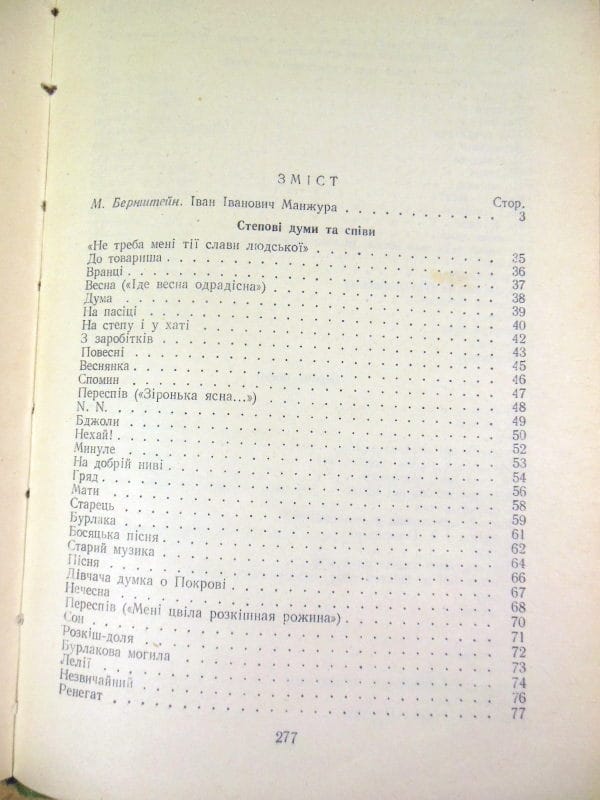 ЗМІСТ
Стор.
М. Бернштейн. Іван Іванович Манжура . . . . . . . . . . . 3
Степові думи та співи
«Не треба мені тії слави людської» . . . . . . . . . . . 35
До товариша . . . . . . . . . . . 36
Вранці . . . . . . . . . . . 37
Весна («Іде весна одрадісна») . . . . . . . . . . . 38
Дума . . . . . . . . . . . 39
На пасіці . . . . . . . . . . . 40
На степу і у хаті . . . . . . . . . . . 42
З заробітків . . . . . . . . . . . 43
Повесні . . . . . . . . . . . 45
Веснянка . . . . . . . . . . . 46
Спомин . . . . . . . . . . . 47
Переспів («Зіронька ясна...») . . . . . . . . . . . 48
N. N. . . . . . . . . . . . 49
Бджоли . . . . . . . . . . . 50
Нехай! . . . . . . . . . . . 52
Минуле . . . . . . . . . . . 53
На добрій ниві . . . . . . . . . . . 54
Гряд . . . . . . . . . . . 56
Мати . . . . . . . . . . . 58
Старець . . . . . . . . . . . 59
Бурлака . . . . . . . . . . . 61
Босяцька пісня . . . . . . . . . . . 62
Старий музика . . . . . . . . . . . 64
Пісня . . . . . . . . . . . 66
Дівчача думка о Покрові . . . . . . . . . . . 67
Нечесна . . . . . . . . . . . 68
Переспів («Мені цвіла розкішная рожина») . . . . . . . . . . . 70
Сон . . . . . . . . . . . 71
Розкіш-доля . . . . . . . . . . . 72
Бурлакова могила . . . . . . . . . . . 73
Лелії . . . . . . . . . . . 74
Незвичайний . . . . . . . . . . . 76
Ренегат . . . . . . . . . . . 77
277